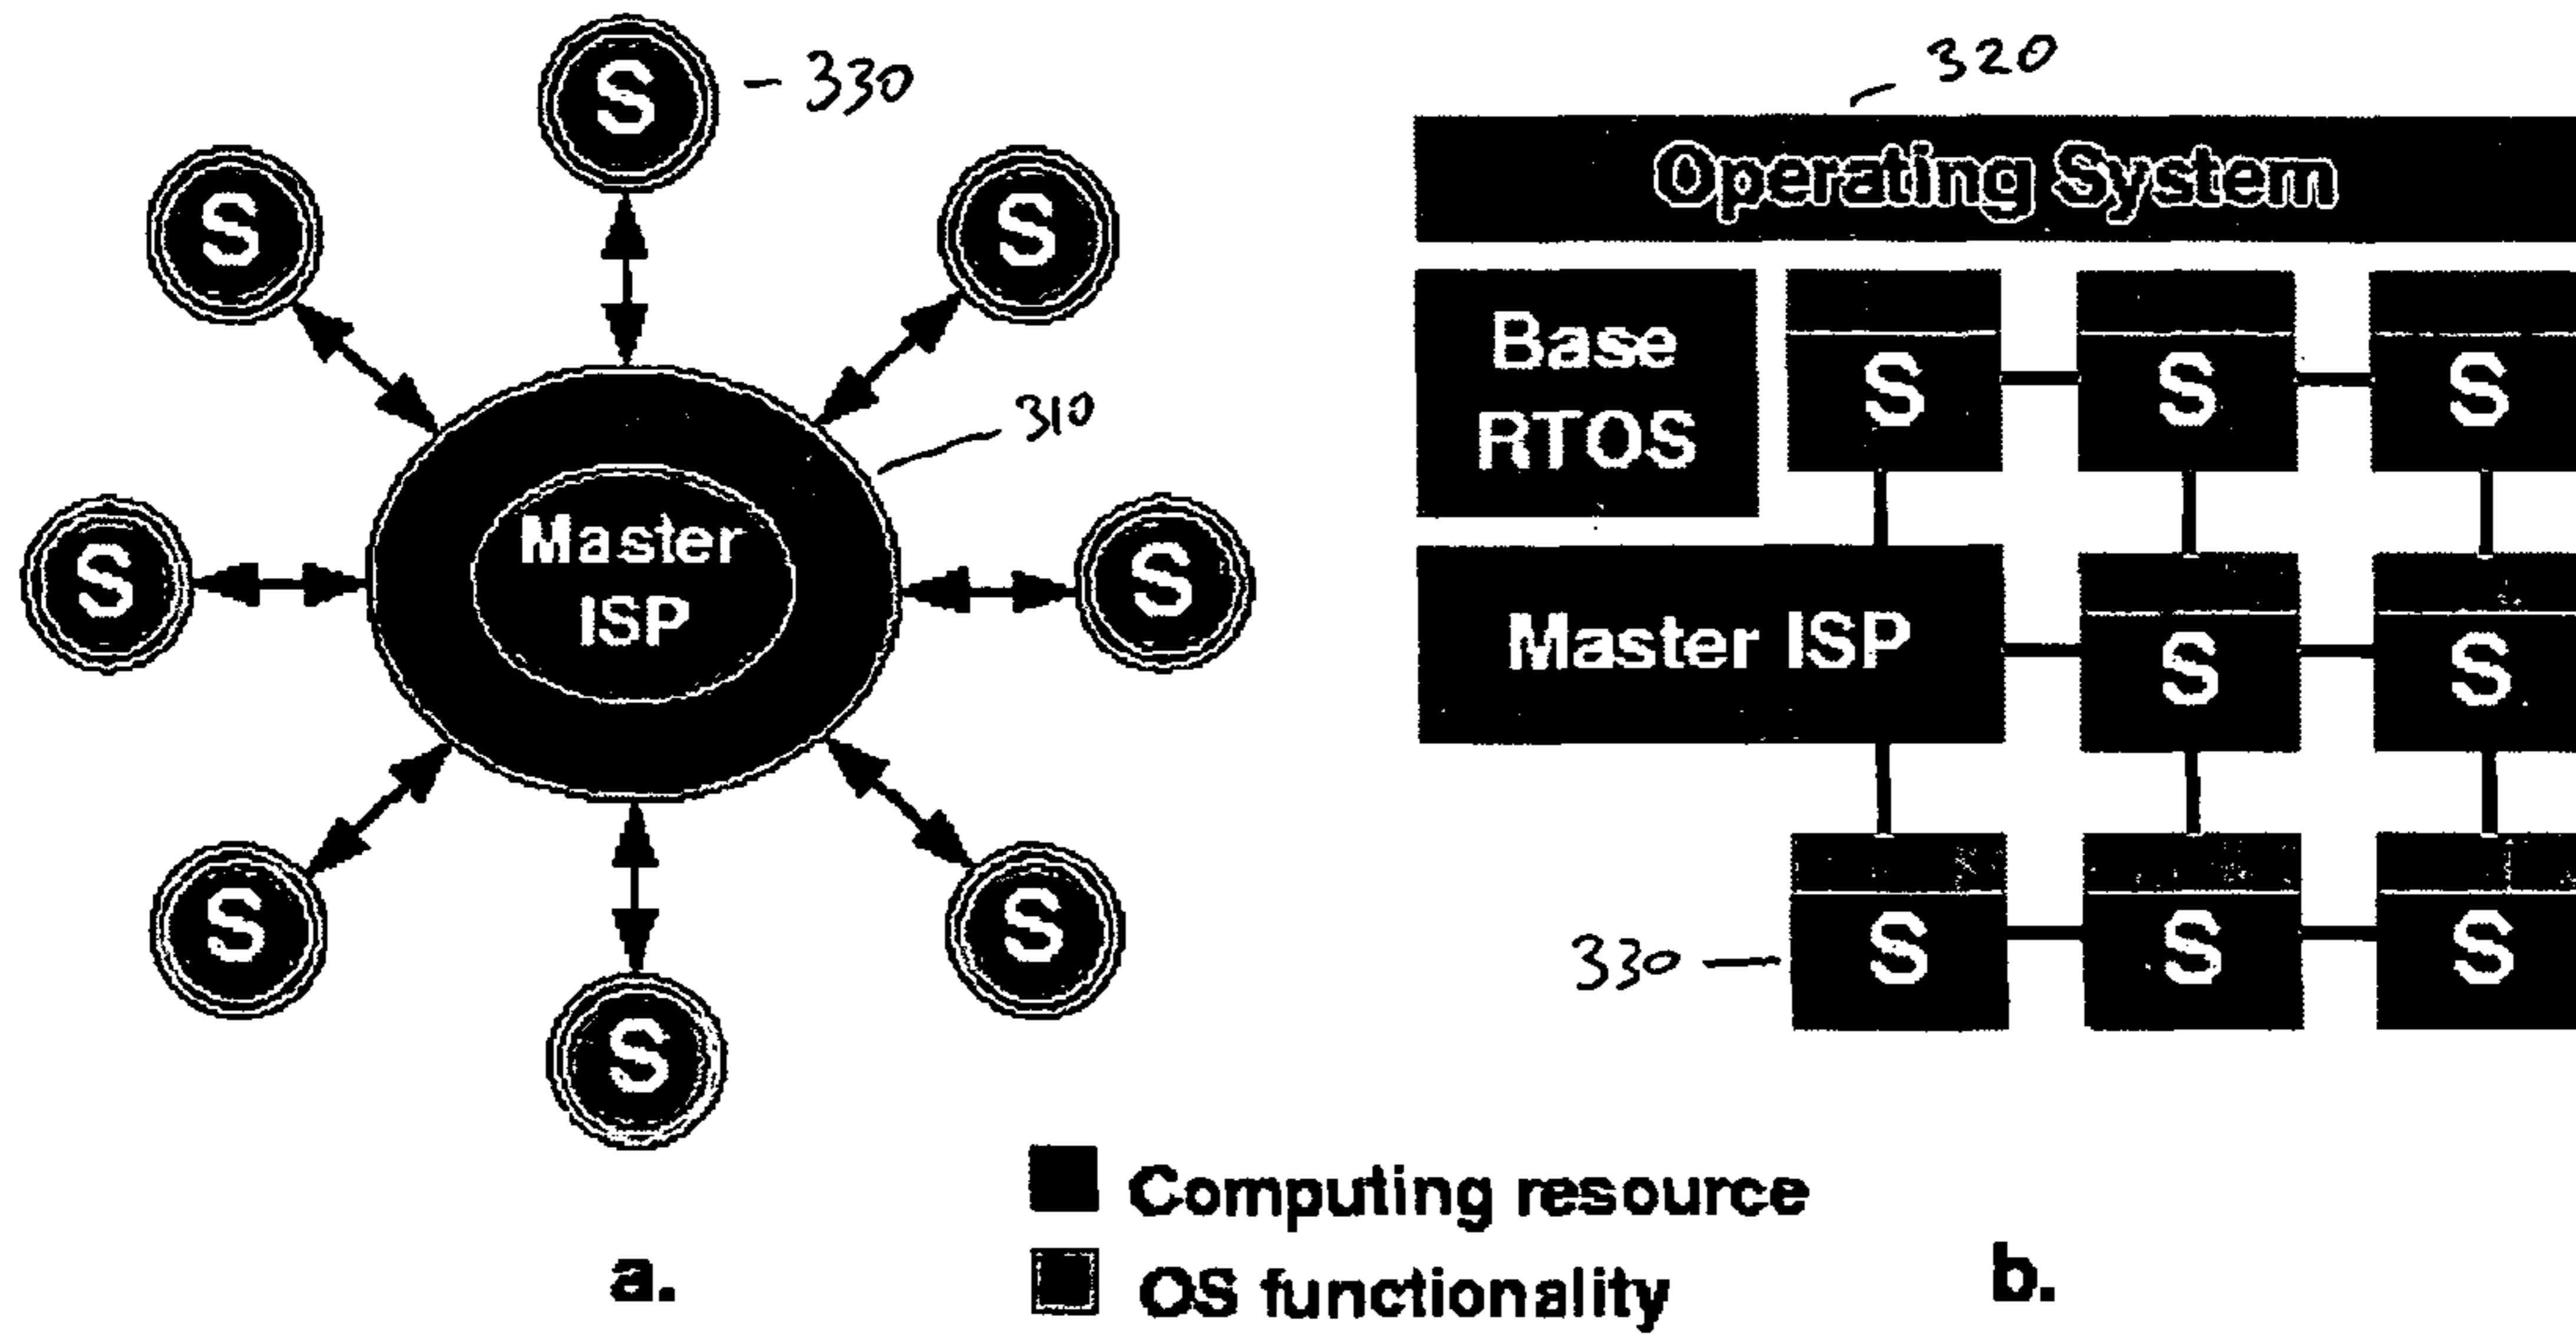 S
330
S
S
310
Master
ISP
S
S
S
S
S
a.
320
Operating System
Base
RTOS
S
S
S
Master ISP
S
S
330
S
S
S
Computing resource
OS functionality
b.